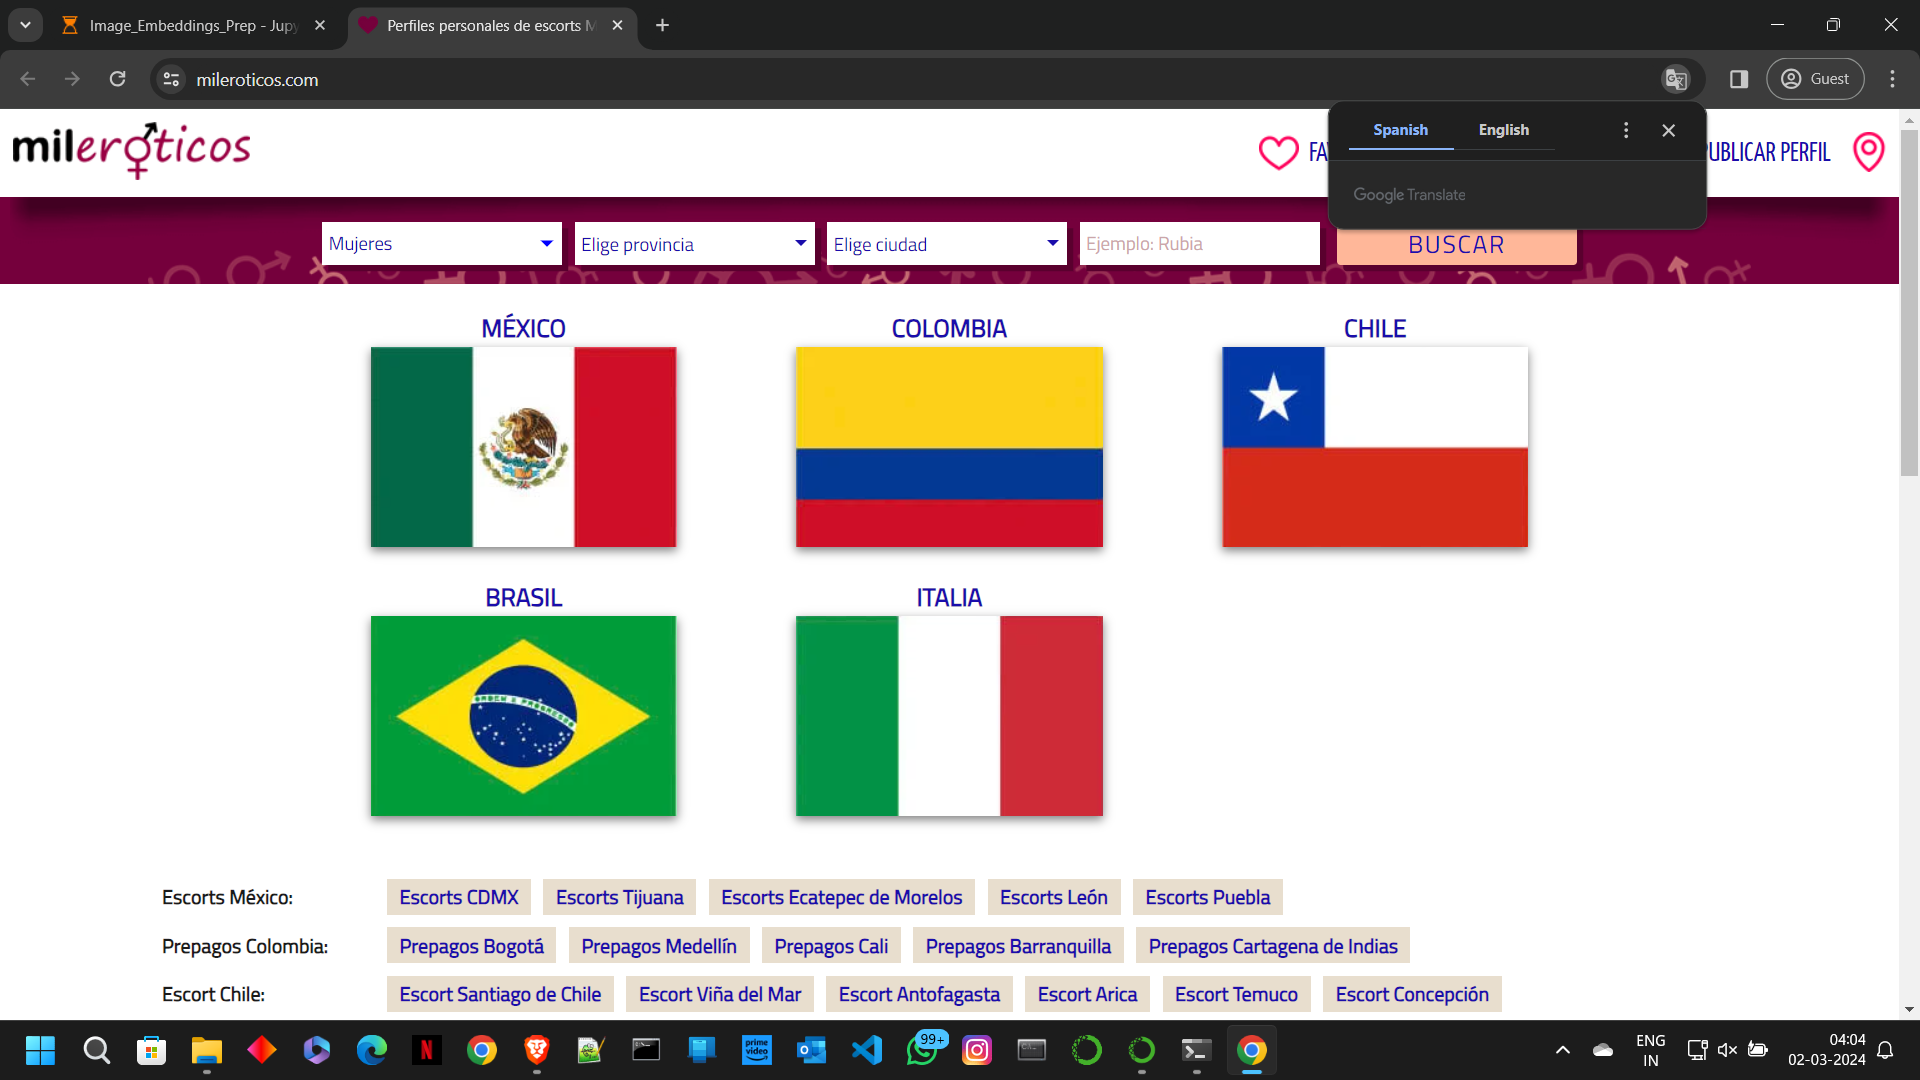 Image_Embeddings_Prep - Jupy
Perfiles personales de escorts M
mileroticos.com
Guest
mileroticos
FA
Spanish
English
UBLICAR PERFIL
Google Translate
Mujeres
Elige provincia
Elige ciudad
Ejemplo: Rubia
BUSCAR
MÉXICO
COLOMBIA
CHILE
BRASIL
ITALIA
ORDEM E PROGRESSO
Escorts México:
Escorts CDMX
Escorts Tijuana
Escorts Ecatepec de Morelos
Escorts León
Escorts Puebla
Prepagos Colombia:
Prepagos Bogotá
Prepagos Medellín
Prepagos Cali
Prepagos Barranquilla
Prepagos Cartagena de Indias
Escort Chile:
Escort Santiago de Chile
Escort Viña del Mar
Escort Antofagasta
Escort Arica
Escort Temuco
Escort Concepción
99+
prime video
ENG
IN
04:04
02-03-2024